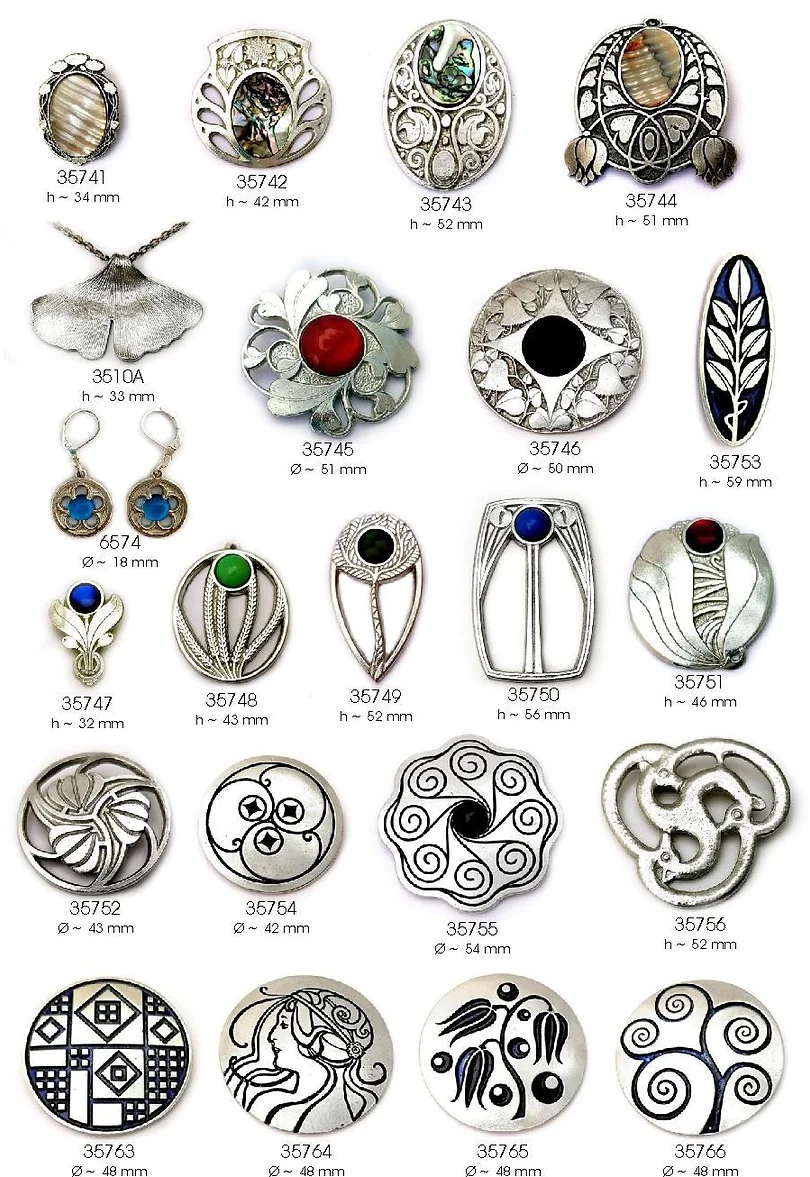 35741
h ~ 34 mm
35742
h ~ 42 mm
35743
h ~ 52 mm
35744
h ~ 51 mm
3510A
h ~ 33 mm
35745
Ø ~ 51 mm
35746
Ø ~ 50 mm
35753
h ~ 59 mm
6574
Ø ~ 18 mm
35747
h ~ 32 mm
35748
h ~ 43 mm
35749
h ~ 52 mm
35750
h ~ 56 mm
35751
h ~ 46 mm
35752
Ø ~ 43 mm
35754
Ø ~ 42 mm
35755
Ø ~ 54 mm
35756
h ~ 52 mm
35763
Ø ~ 48 mm
35764
Ø ~ 48 mm
35765
Ø ~ 48 mm
35766
Ø ~ 48 mm